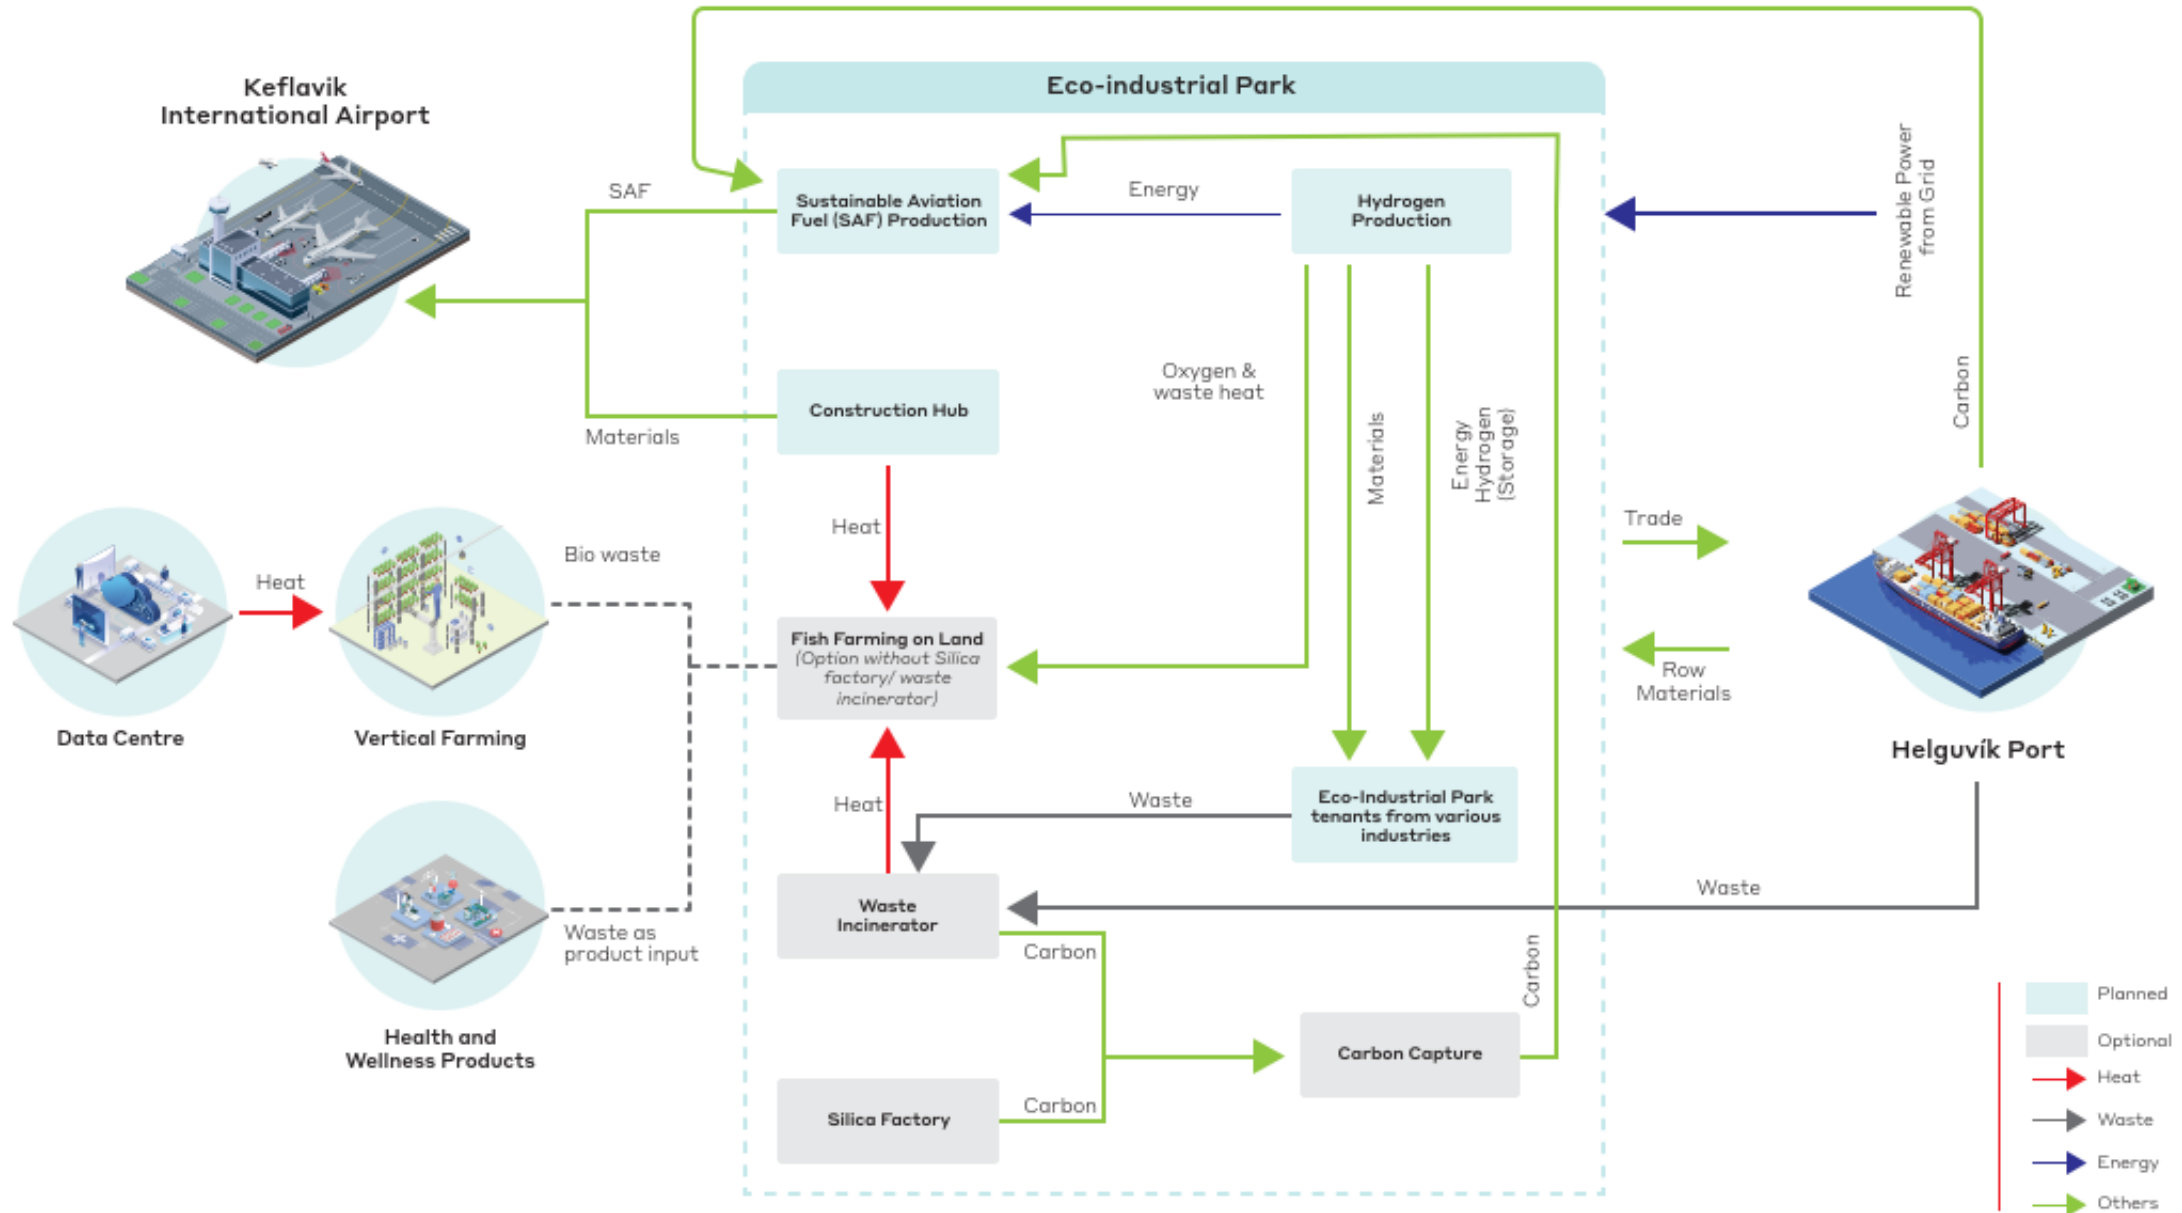 Keflavik
International Airport
Eco-industrial Park
Renewable Power
from Grid
Carbon
SAF
Sustainable Aviation
Fuel (SAF) Production
Energy
Hydrogen
Production
Construction Hub
Materials
Oxygen &
waste heat
Materials
Energy
Hydrogen
(Storage)
Heat
Trade
Row
Materials
Helguvík Port
Heat
Bio waste
Data Centre
Vertical Farming
Fish Farming on Land
(Option without Silica
factory/ waste
incinerator)
Heat
Waste
Eco-Industrial Park
tenants from various
industries
Waste
Waste
Incinerator
Carbon
Waste as
product input
Health and
Wellness Products
Carbon
Carbon Capture
Carbon
Silica Factory
Planned
Optional
Heat
Waste
Energy
Others